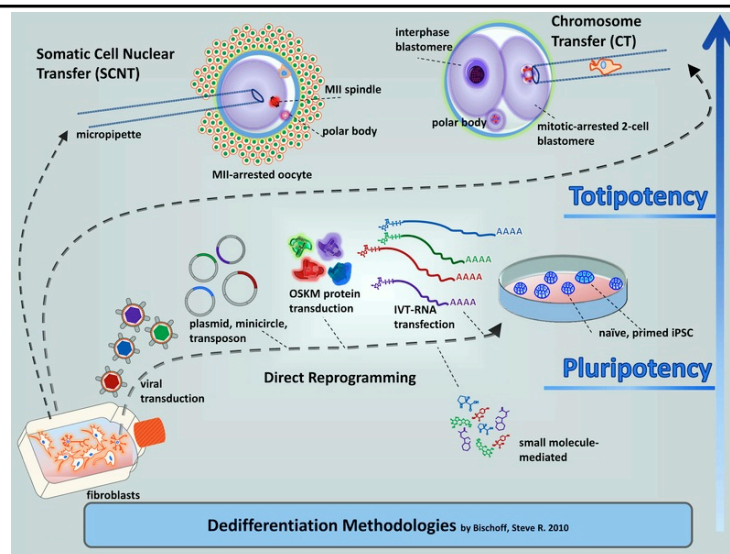 Somatic Cell Nuclear
Transfer (SCNT)
micropipette
MII spindle
polar body
MII-arrested oocyte
interphase
blastomere
Chromosome
Transfer (CT)
polar body
mitotic-arrested 2-cell
blastomere
Totipotency
AAAA
AAAA
AAAA
AAAA
OSKM protein
transduction
IVT-RNA
transfection
plasmid, minicircle,
transposon
naïve, primed iPSC
viral
transduction
Direct Reprogramming
Pluripotency
small molecule-
mediated
fibroblasts
Dedifferentiation Methodologies by Bischoff, Steve R. 2010